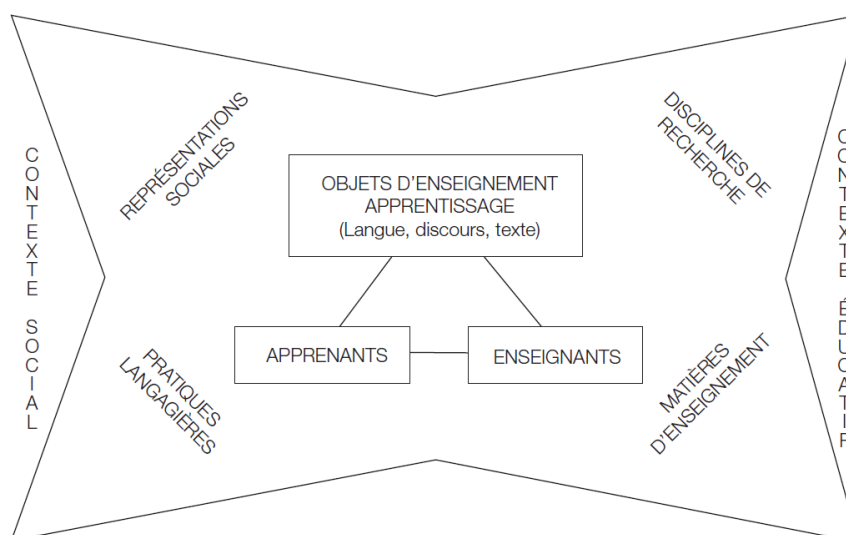 REPRÉSENTATIONS
SOCIALES
DISCIPLINES DE
RECHERCHE
CONTEXTE SOCIAL
OBJETS D'ENSEIGNEMENT
APPRENTISSAGE
(Langue, discours, texte)
CONTEXTE ÉDUCATIF
APPRENANTS
ENSEIGNANTS
PRATIQUES
LANGAGIÈRES
MATIÈRES
D'ENSEIGNEMENT